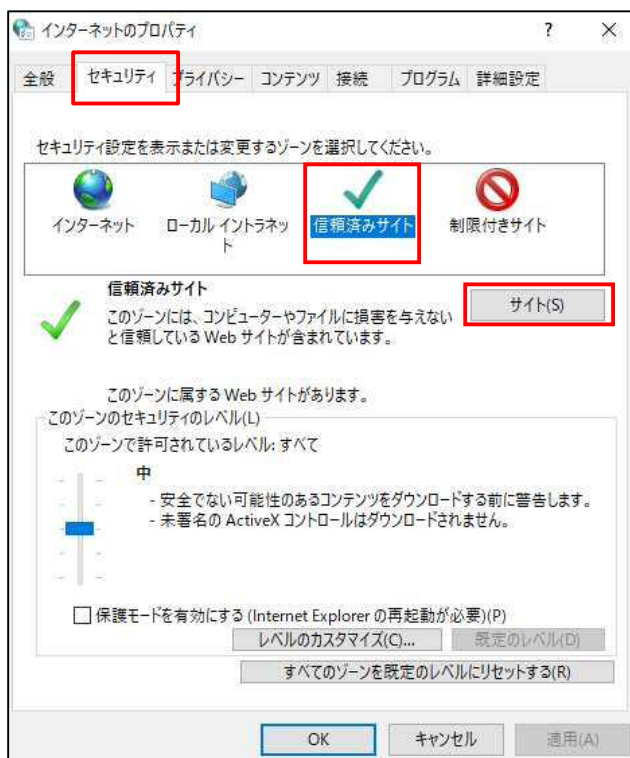 インターネットのプロパティ ? ×
全般 セキュリティ プライバシー コンテンツ 接続 プログラム 詳細設定
セキュリティ設定を表示または変更するゾーンを選択してください。
インターネット ローカル イントラネット 信頼済みサイト 制限付きサイト
信頼済みサイト
サイト(S)
このゾーンには、コンピューターやファイルに損害を与えない
と信頼している Web サイトが含まれています。
このゾーンに属する Web サイトがあります。
このゾーンのセキュリティのレベル(L)
このゾーンで許可されているレベル: すべて
中
- 安全でない可能性のあるコンテンツをダウンロードする前に警告します。
- 未署名の ActiveX コントロールはダウンロードされません。
保護モードを有効にする (Internet Explorer の再起動が必要)(P)
レベルのカスタマイズ(C)... 既定のレベル(D)
すべてのゾーンを既定のレベルにリセットする(R)
OK キャンセル 適用(A)